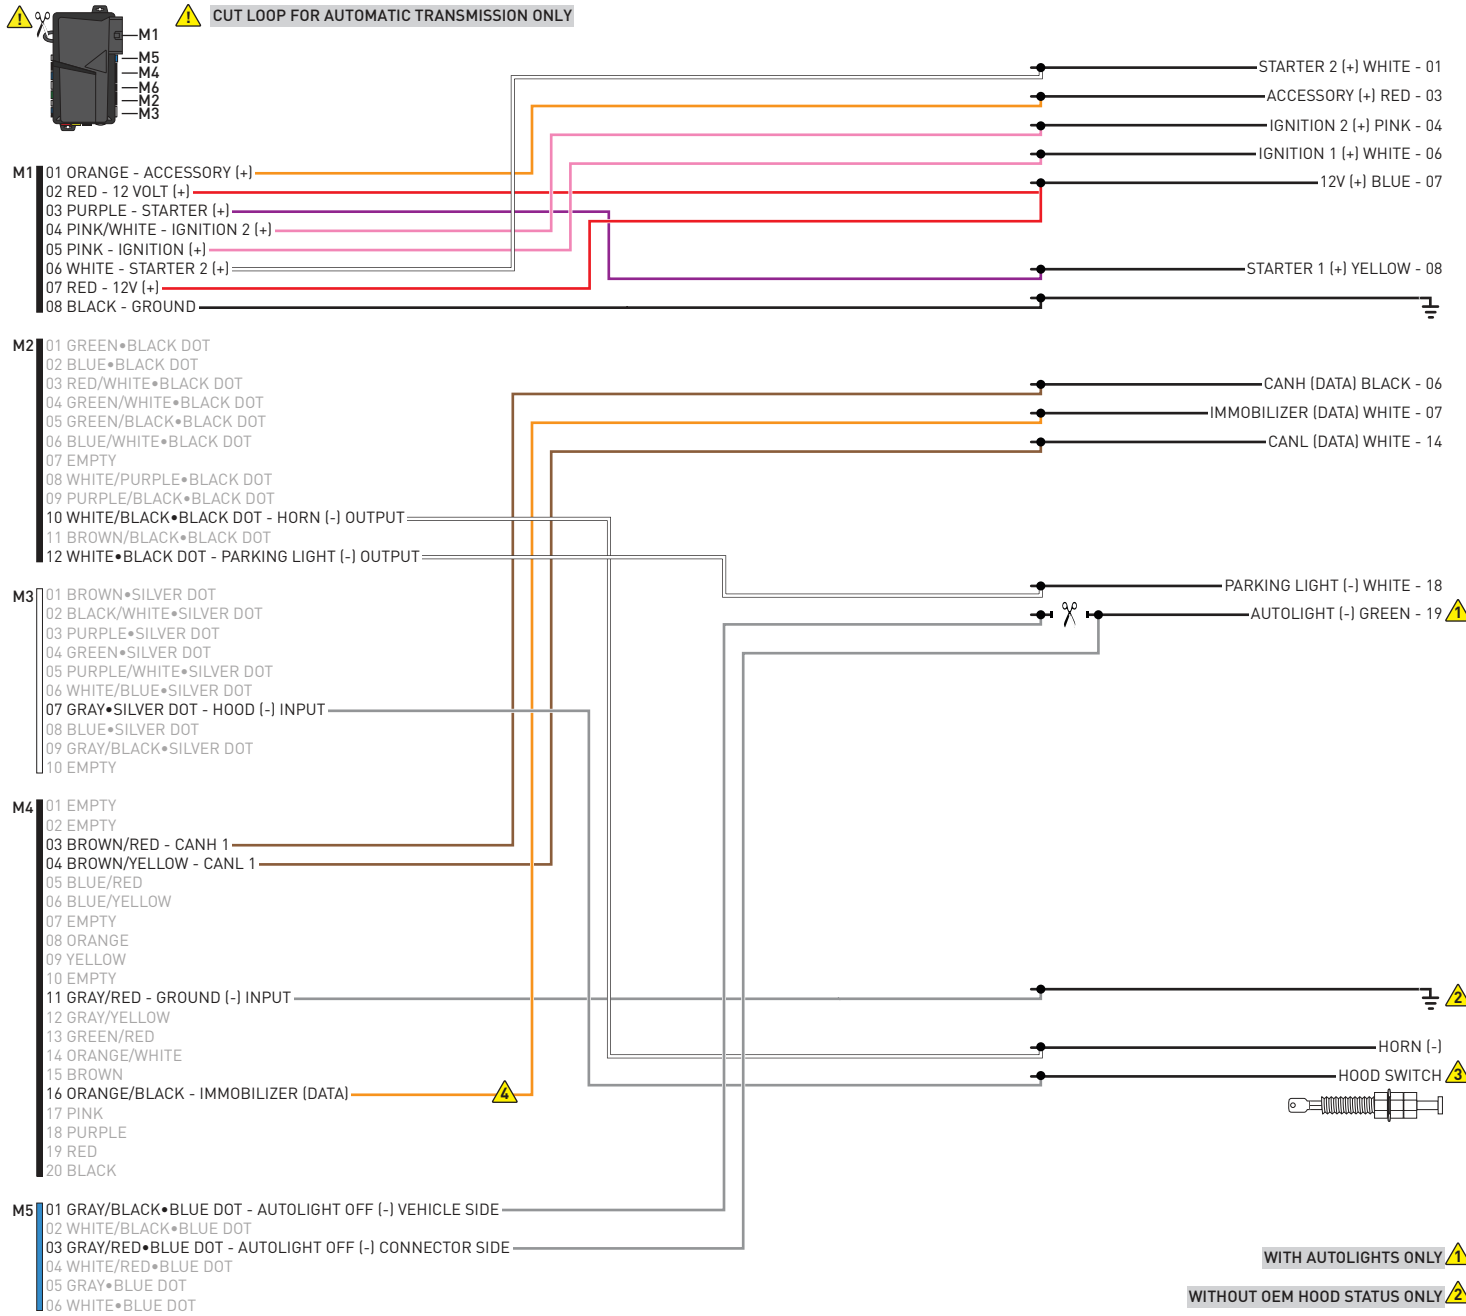 CUT LOOP FOR AUTOMATIC TRANSMISSION ONLY
M1
M5
M4
M6
M2
M3
STARTER 2 (+) WHITE - 01
ACCESSORY (+) RED - 03
IGNITION 2 (+) PINK - 04
IGNITION 1 (+) WHITE - 06
12V (+) BLUE - 07
STARTER 1 (+) YELLOW - 08
M1
01 ORANGE - ACCESSORY (+)
02 RED - 12 VOLT (+)
03 PURPLE - STARTER (+)
04 PINK/WHITE - IGNITION 2 (+)
05 PINK - IGNITION (+)
06 WHITE - STARTER 2 (+)
07 RED - 12V (+)
08 BLACK - GROUND
M2
01 GREEN•BLACK DOT
02 BLUE•BLACK DOT
03 RED/WHITE•BLACK DOT
04 GREEN/WHITE•BLACK DOT
05 GREEN/BLACK•BLACK DOT
06 BLUE/WHITE•BLACK DOT
07 EMPTY
08 WHITE/PURPLE•BLACK DOT
09 PURPLE/BLACK•BLACK DOT
10 WHITE/BLACK•BLACK DOT - HORN (-) OUTPUT
11 BROWN/BLACK•BLACK DOT
12 WHITE•BLACK DOT - PARKING LIGHT (-) OUTPUT
CANH (DATA) BLACK - 06
IMMOBILIZER (DATA) WHITE - 07
CANL (DATA) WHITE - 14
PARKING LIGHT (-) WHITE - 18
AUTOLIGHT (-) GREEN - 19 1
M3
01 BROWN•SILVER DOT
02 BLACK/WHITE•SILVER DOT
03 PURPLE•SILVER DOT
04 GREEN•SILVER DOT
05 PURPLE/WHITE•SILVER DOT
06 WHITE/BLUE•SILVER DOT
07 GRAY•SILVER DOT - HOOD (-) INPUT
08 BLUE•SILVER DOT
09 GRAY/BLACK•SILVER DOT
10 EMPTY
M4
01 EMPTY
02 EMPTY
03 BROWN/RED - CANH 1
04 BROWN/YELLOW - CANL 1
05 BLUE/RED
06 BLUE/YELLOW
07 EMPTY
08 ORANGE
09 YELLOW
10 EMPTY
11 GRAY/RED - GROUND (-) INPUT
12 GRAY/YELLOW
13 GREEN/RED
14 ORANGE/WHITE
15 BROWN
16 ORANGE/BLACK - IMMOBILIZER (DATA) 4
17 PINK
18 PURPLE
19 RED
20 BLACK
2
HORN (-)
HOOD SWITCH 3
M5
01 GRAY/BLACK•BLUE DOT - AUTOLIGHT OFF (-) VEHICLE SIDE
02 WHITE/BLACK•BLUE DOT
03 GRAY/RED•BLUE DOT - AUTOLIGHT OFF (-) CONNECTOR SIDE
04 WHITE/RED•BLUE DOT
05 GRAY•BLUE DOT
06 WHITE•BLUE DOT
WITH AUTOLIGHTS ONLY 1
WITHOUT OEM HOOD STATUS ONLY 2